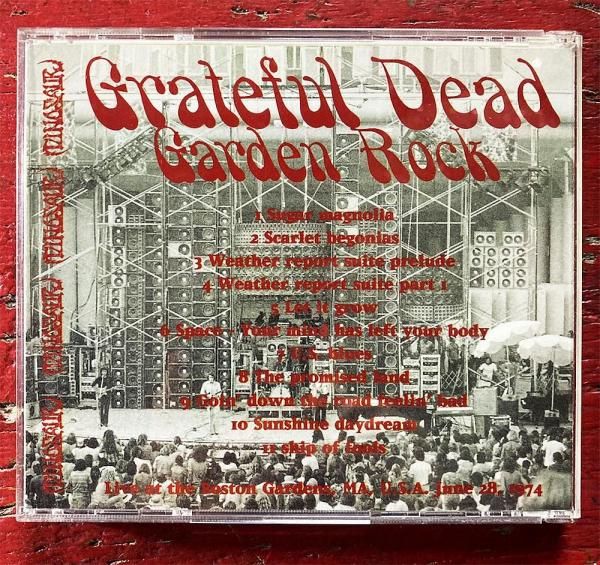 Grateful Dead
Garden Rock
1 Sugar magnolia
2 Scarlet begonias
3 Weather report suite prelude
4 Weather report suite part 1
5 Let it grow
6 Space - Your mind has left your body
7 U.S. blues
8 The promised land
9 Goin' down the road feelin' bad
10 Sunshine daydream
11 ship of fools
Live at the Boston Gardens, MA, U.S.A. June 28, 1974